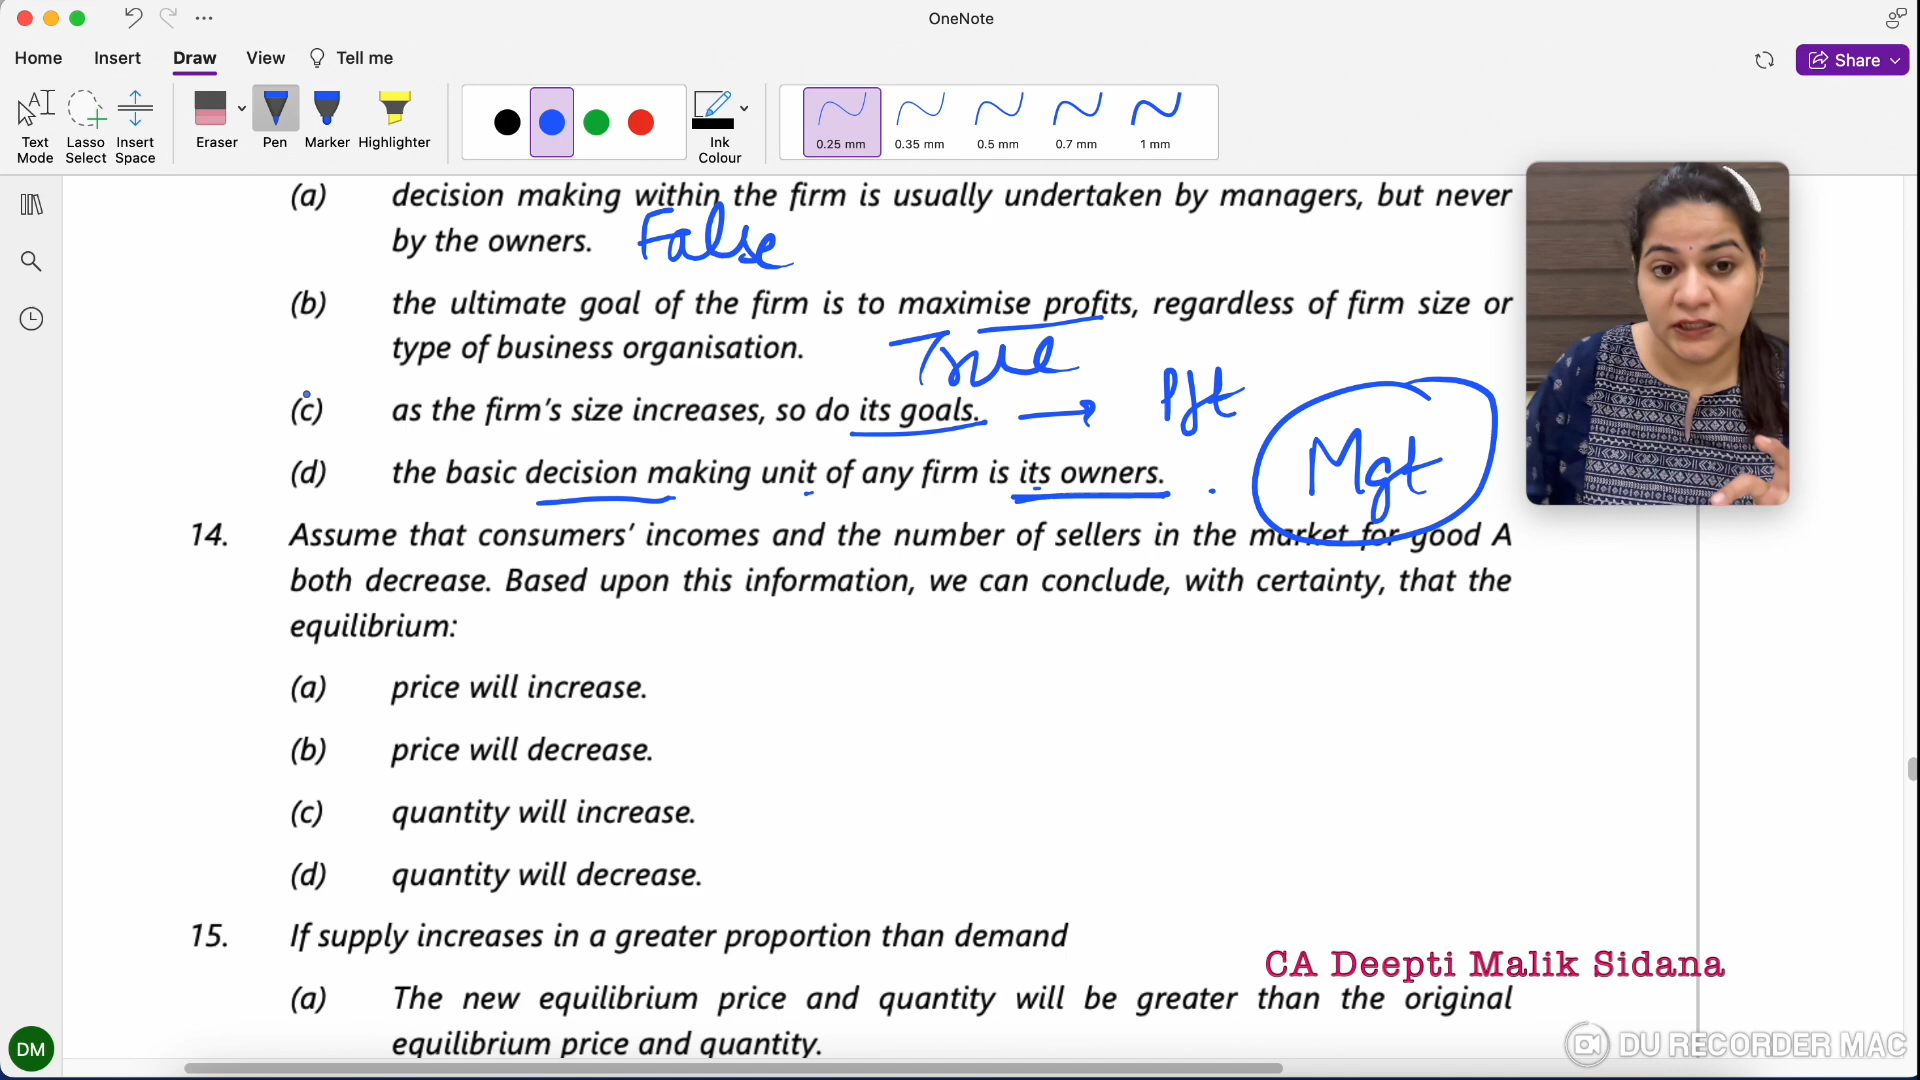 OneNote
Home Insert Draw View Tell me
Share
Text Mode
Lasso Select
Insert Space
Eraser
Pen
Marker
Highlighter
Ink Colour
0.25 mm 0.35 mm 0.5 mm 0.7 mm 1 mm
(a) decision making within the firm is usually undertaken by managers, but never
by the owners. False
(b) the ultimate goal of the firm is to maximise profits, regardless of firm size or
type of business organisation. True
(c) as the firm's size increases, so do its goals. → Pft
(d) the basic decision making unit of any firm is its owners. Mgt
14. Assume that consumers' incomes and the number of sellers in the market for good A
both decrease. Based upon this information, we can conclude, with certainty, that the
equilibrium:
(a) price will increase.
(b) price will decrease.
(c) quantity will increase.
(d) quantity will decrease.
15. If supply increases in a greater proportion than demand
(a) The new equilibrium price and quantity will be greater than the original
equilibrium price and quantity.
CA Deepti Malik Sidana
DM
DU RECORDER MAC